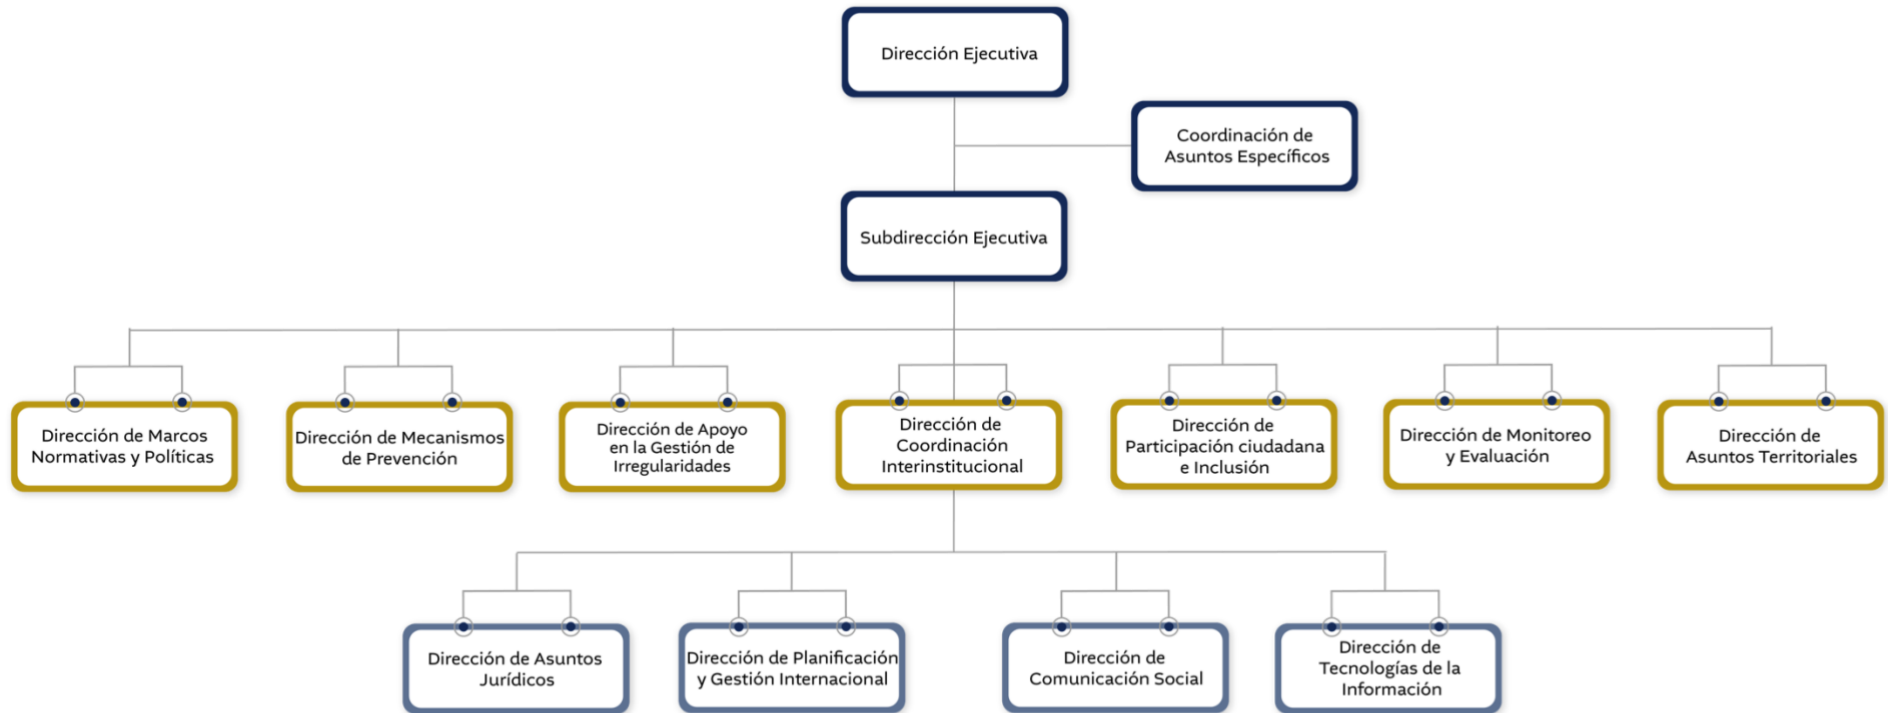 Dirección Ejecutiva
Coordinación de
Asuntos Específicos
Subdirección Ejecutiva
Dirección de Marcos
Normativas y Políticas
Dirección de Mecanismos
de Prevención
Dirección de Apoyo
en la Gestión de
Irregularidades
Dirección de
Coordinación
Interinstitucional
Dirección de
Participación ciudadana
e Inclusión
Dirección de Monitoreo
y Evaluación
Dirección de
Asuntos Territoriales
Dirección de Asuntos
Jurídicos
Dirección de Planificación
y Gestión Internacional
Dirección de
Comunicación Social
Dirección de
Tecnologías de la
Información